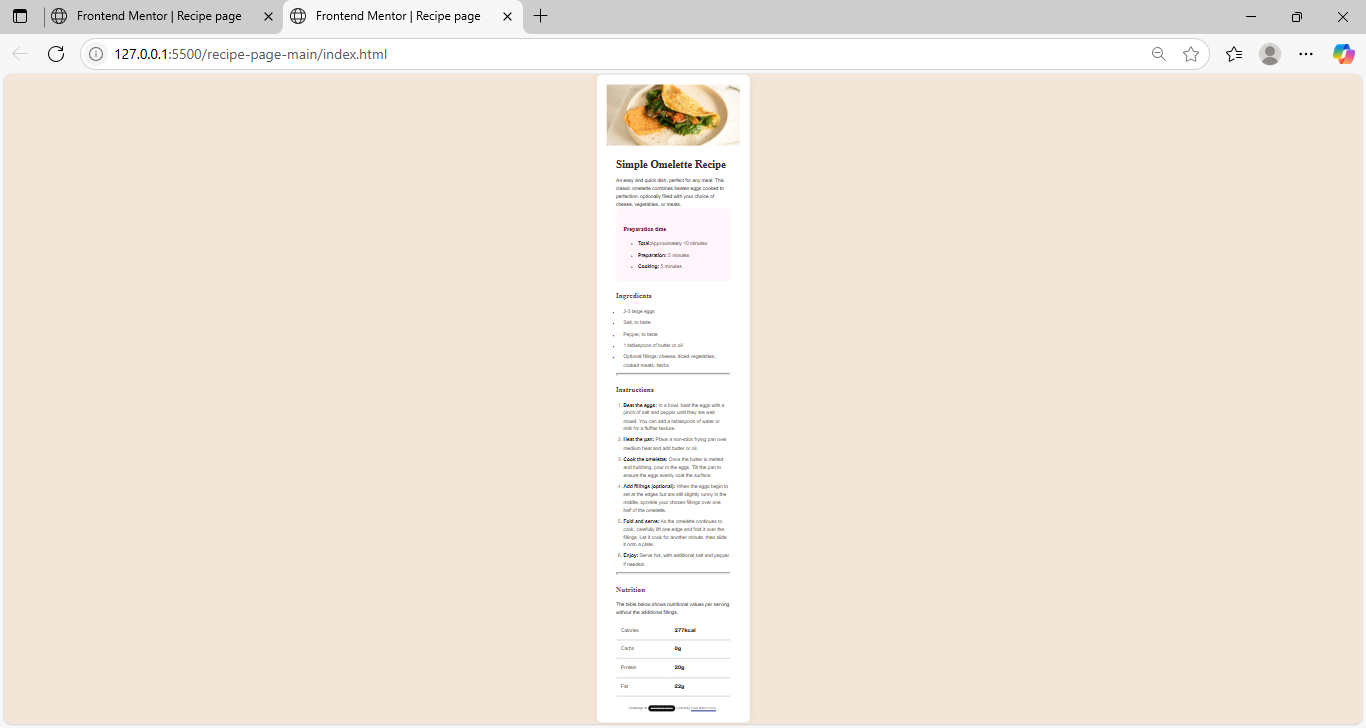 Frontend Mentor | Recipe page
Frontend Mentor | Recipe page
127.0.0.1:5500/recipe-page-main/index.html
Simple Omelette Recipe
An easy and quick dish, perfect for any meal. This
classic omelette combines beaten eggs cooked to
perfection, optionally filled with your choice of
cheese, vegetables, or meats.
Preparation time
• Total:Approximately 10 minutes
• Preparation: 5 minutes
• Cooking: 5 minutes
Ingredients
• 2-3 large eggs
• Salt, to taste
• Pepper, to taste
• 1 tablespoon of butter or oil
• Optional fillings: cheese, diced vegetables,
cooked meats, herbs
Instructions
1. Beat the eggs: In a bowl, beat the eggs with a
pinch of salt and pepper until they are well
mixed. You can add a tablespoon of water or
milk for a fluffier texture.
2. Heat the pan: Place a non-stick frying pan over
medium heat and add butter or oil.
3. Cook the omelette: Once the butter is melted
and bubbling, pour in the eggs. Tilt the pan to
ensure the eggs evenly coat the surface.
4. Add fillings (optional): When the eggs begin to
set at the edges but are still slightly runny in the
middle, sprinkle your chosen fillings over one
half of the omelette.
5. Fold and serve: As the omelette continues to
cook, carefully lift one edge and fold it over the
fillings. Let it cook for another minute, then slide
it onto a plate.
6. Enjoy: Serve hot, with additional salt and pepper
if needed.
Nutrition
The table below shows nutritional values per serving
without the additional fillings.
Calories 277kcal
Carbs 0g
Protein 20g
Fat 22g